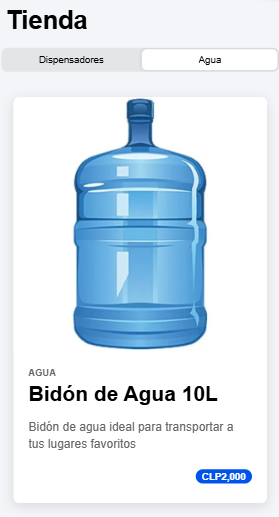 Tienda
Dispensadores
Agua
AGUA
Bidón de Agua 10L
Bidón de agua ideal para transportar a
tus lugares favoritos
CLP2,000